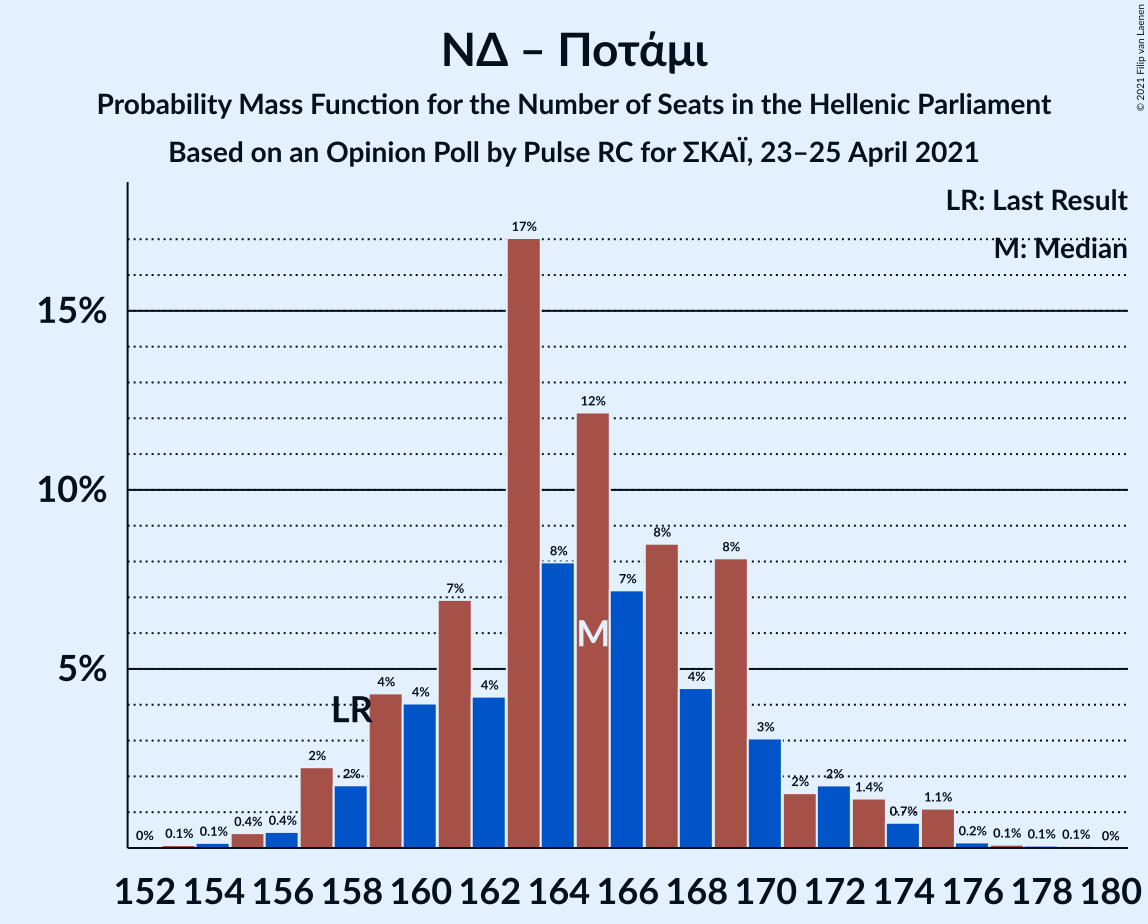 ΝΔ – Ποτάμι
Probability Mass Function for the Number of Seats in the Hellenic Parliament
Based on an Opinion Poll by Pulse RC for ΣΚΑΪ, 23–25 April 2021
© 2021 Filip van Laenen
LR: Last Result
M: Median
15%
10%
5%
0% 0.1% 0.1% 0.4% 0.4% 2% 2% 4% 4% 7% 4% 17% 8% 12% 7% 8% 4% 8% 3% 2% 2% 1.4% 0.7% 1.1% 0.2% 0.1% 0.1% 0.1% 0%
LR
M
152 154 156 158 160 162 164 166 168 170 172 174 176 178 180